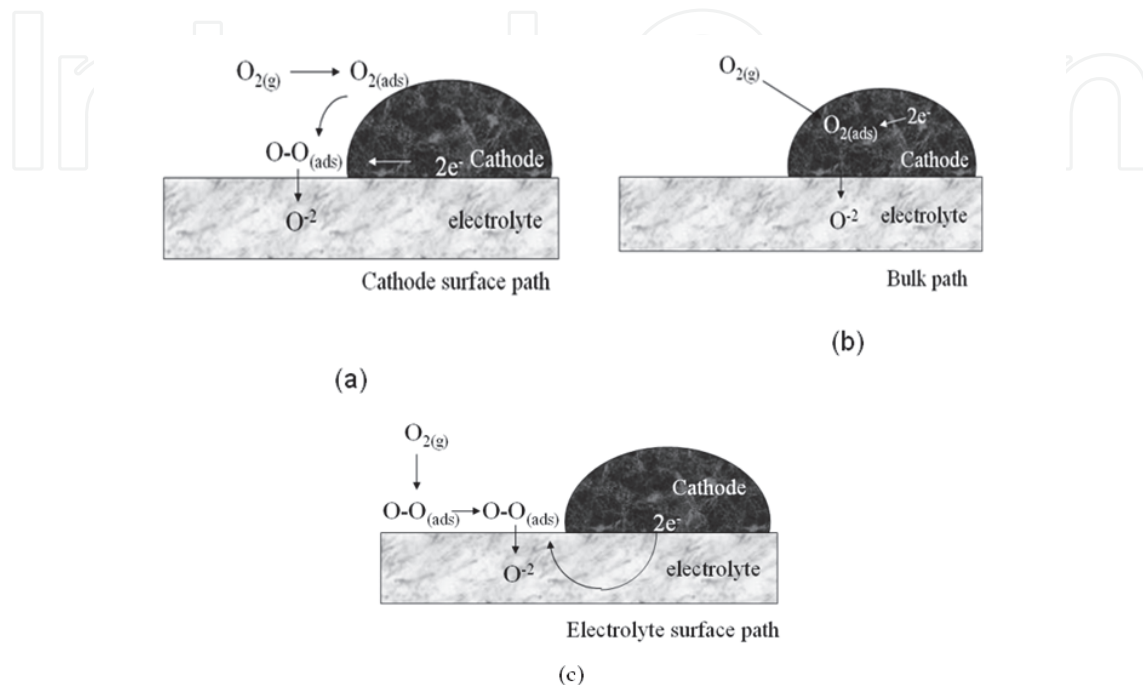 O2(g) → O2(ads)
O-O(ads)
2e- Cathode
O-2
electrolyte
Cathode surface path
(a)
O2(g)
O2(ads)
2e-
Cathode
O-2
electrolyte
Bulk path
(b)
O2(g)
O-O(ads) → O-O(ads)
Cathode
2e-
O-2
electrolyte
Electrolyte surface path
(c)